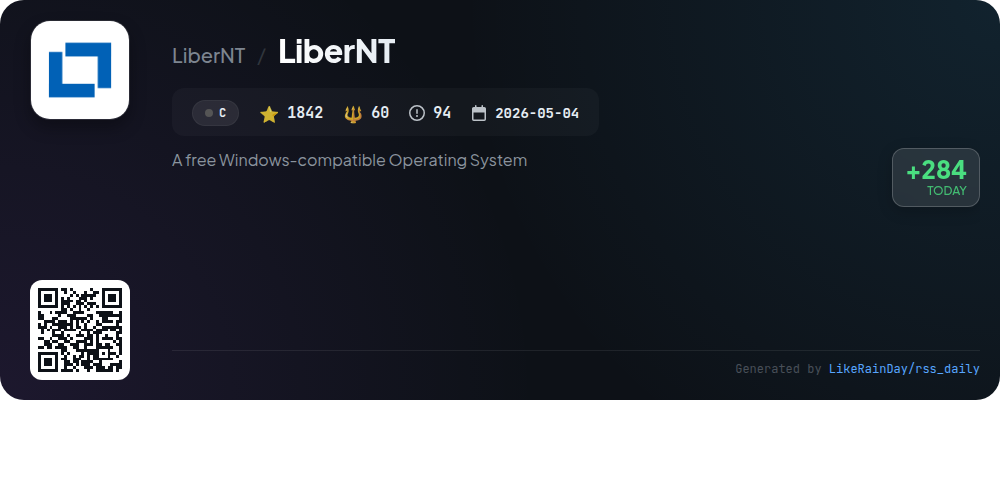 LiberNT / LiberNT
C 1842 60 94 2026-05-04
A free Windows-compatible Operating System
+284
TODAY
Generated by LikeRainDay/rss_daily